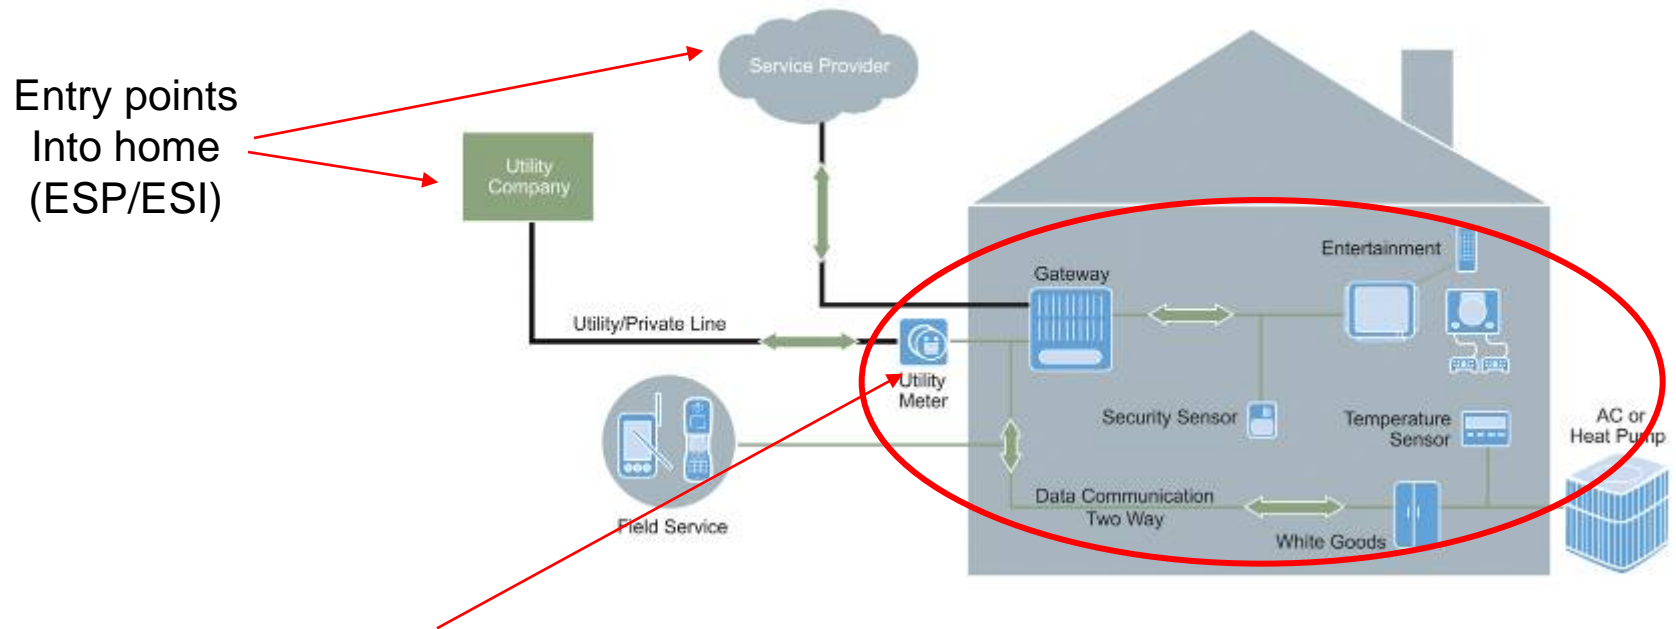 Entry points
Into home
(ESP/ESI)
Service Provider
Utility
Company
Utility/Private Line
Utility
Meter
Field Service
Gateway
Entertainment
Security Sensor
Temperature
Sensor
AC or
Heat Pump
Data Communication
Two Way
White Goods